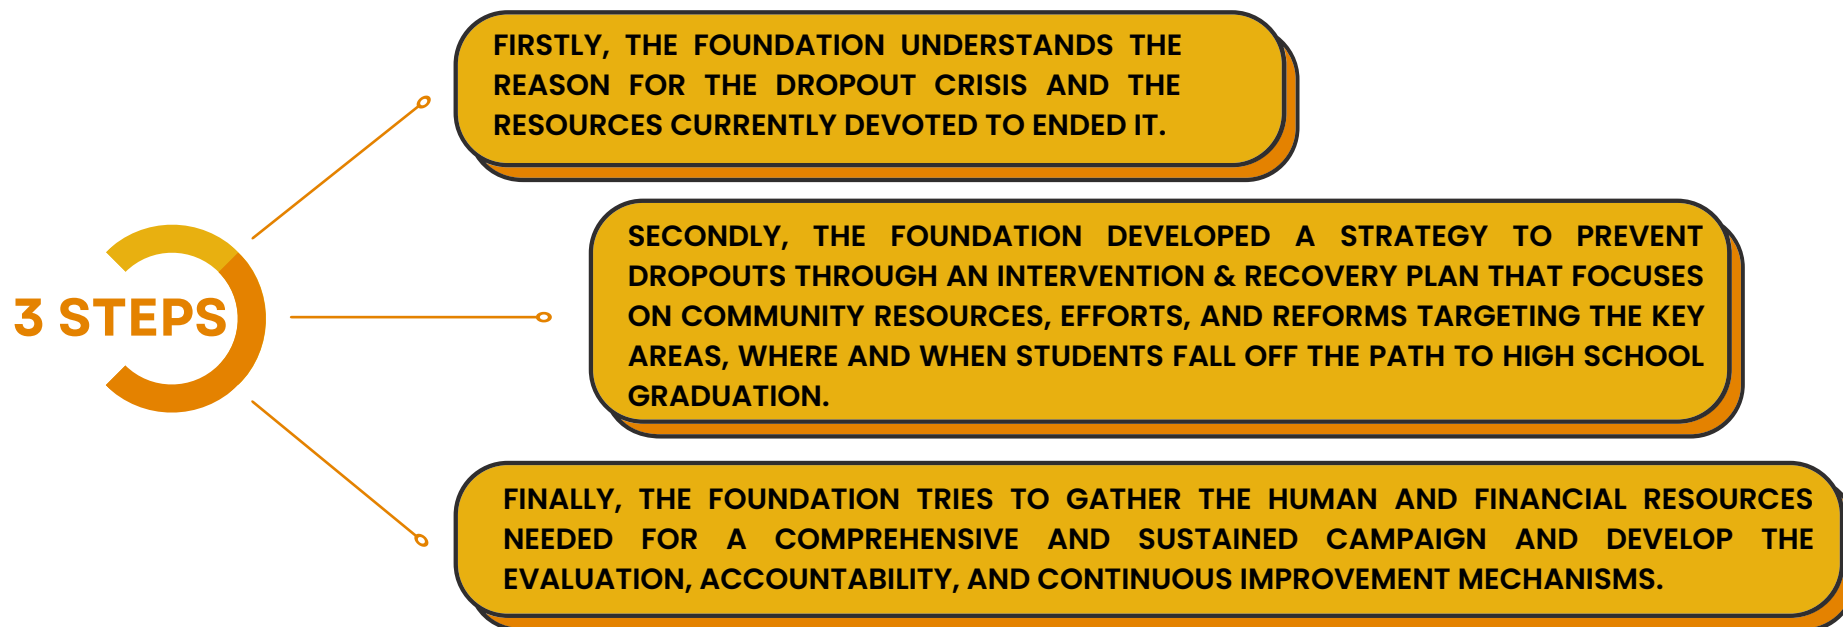 3 STEPS
FIRSTLY, THE FOUNDATION UNDERSTANDS THE
REASON FOR THE DROPOUT CRISIS AND THE
RESOURCES CURRENTLY DEVOTED TO ENDED IT.
SECONDLY, THE FOUNDATION DEVELOPED A STRATEGY TO PREVENT
DROPOUTS THROUGH AN INTERVENTION & RECOVERY PLAN THAT FOCUSES
ON COMMUNITY RESOURCES, EFFORTS, AND REFORMS TARGETING THE KEY
AREAS, WHERE AND WHEN STUDENTS FALL OFF THE PATH TO HIGH SCHOOL
GRADUATION.
FINALLY, THE FOUNDATION TRIES TO GATHER THE HUMAN AND FINANCIAL RESOURCES
NEEDED FOR A COMPREHENSIVE AND SUSTAINED CAMPAIGN AND DEVELOP THE
EVALUATION, ACCOUNTABILITY, AND CONTINUOUS IMPROVEMENT MECHANISMS.